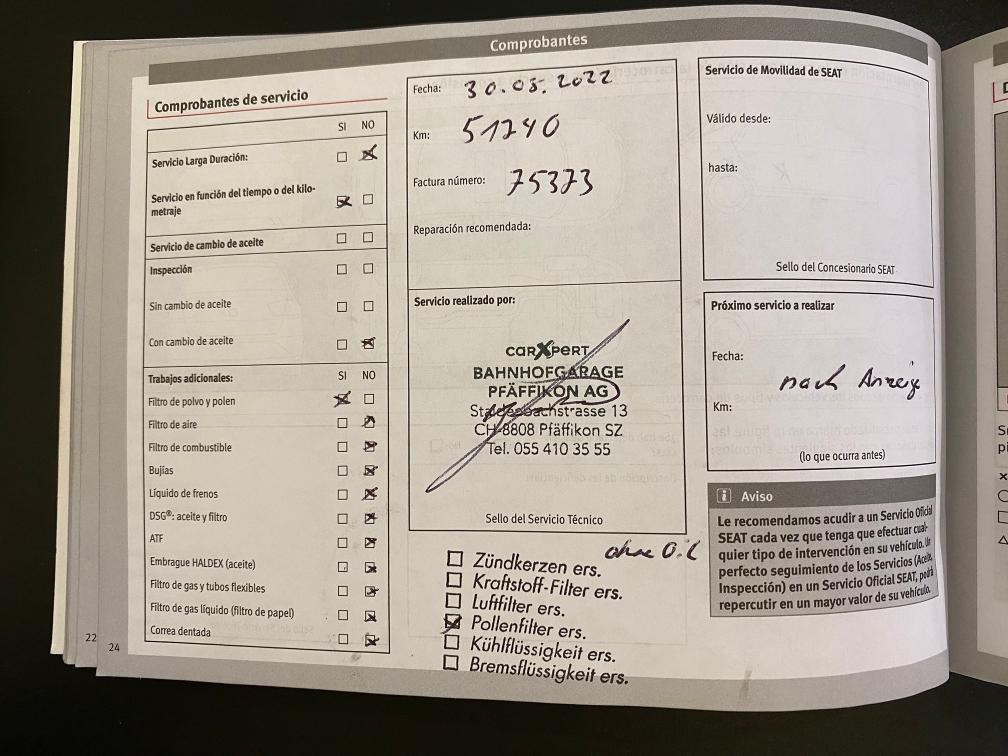 Comprobantes
Comprobantes de servicio
SI NO
Servicio Larga Duración:
Servicio en función del tiempo o del kilo-
metraje
Servicio de cambio de aceite
Inspección
Sin cambio de aceite
Con cambio de aceite
Trabajos adicionales: SI NO
Filtro de polvo y polen
Filtro de aire
Filtro de combustible
Bujías
Líquido de frenos
DSG®: aceite y filtro
ATF
Embrague HALDEX (aceite)
Filtro de gas y tubos flexibles
Filtro de gas líquido (filtro de papel)
Correa dentada
22
24
Fecha: 30.05.2022
Km: 51740
Factura número: 75373
Reparación recomendada:
Servicio realizado por:
carXpert
BAHNHOFGARAGE
PFÄFFIKON AG
Staldenbachstrasse 13
CH-8808 Pfäffikon SZ
Tel. 055 410 35 55
Sello del Servicio Técnico
ohne Oil
Zündkerzen ers.
Kraftstoff-Filter ers.
Luftfilter ers.
Pollenfilter ers.
Kühlflüssigkeit ers.
Bremsflüssigkeit ers.
Servicio de Movilidad de SEAT
Válido desde:
hasta:
Sello del Concesionario SEAT
Próximo servicio a realizar
Fecha:
nach Anzeige
Km:
(lo que ocurra antes)
i Aviso
Le recomendamos acudir a un Servicio Oficial
SEAT cada vez que tenga que efectuar cual-
quier tipo de intervención en su vehículo. Un
perfecto seguimiento de los Servicios (Aceite,
Inspección) en un Servicio Oficial SEAT, podrá
repercutir en un mayor valor de su vehículo.